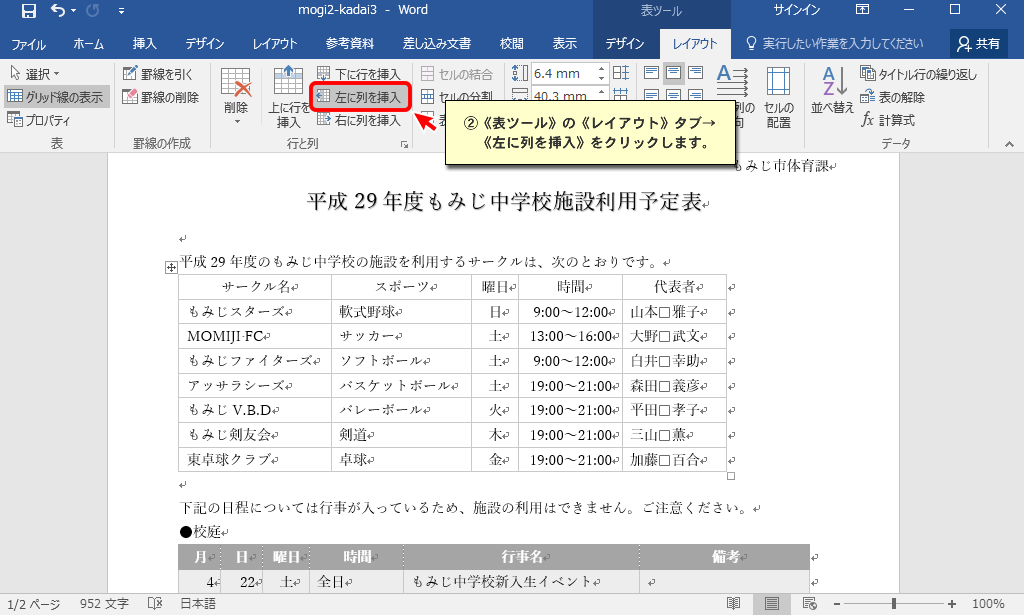 mogi2-kadai3 - Word
表ツール
サインイン
ファイル ホーム 挿入 デザイン レイアウト 参考資料 差し込み文書 校閲 表示 デザイン レイアウト 実行したい作業を入力してください 共有
選択
グリッド線の表示
プロパティ
表
罫線を引く
罫線の削除
罫線の作成
削除
上に行を
挿入
下に行を挿入
左に列を挿入
右に列を挿入
行と列
セルの結合
セルの分割
6.4 mm
40.3 mm
セルの
配置
並べ替え
タイトル行の繰り返し
表の解除
計算式
データ
②《表ツール》の《レイアウト》タブ→
《左に列を挿入》をクリックします。
もみじ市体育課
平成 29 年度もみじ中学校施設利用予定表
平成 29 年度のもみじ中学校の施設を利用するサークルは、次のとおりです。
サークル名 スポーツ 曜日 時間 代表者
もみじスターズ 軟式野球 日 9:00～12:00 山本□雅子
MOMIJI·FC サッカー 土 13:00～16:00 大野□武文
もみじファイターズ ソフトボール 土 9:00～12:00 白井□幸助
アッサラシーズ バスケットボール 土 19:00～21:00 森田□義彦
もみじ V.B.D バレーボール 火 19:00～21:00 平田□孝子
もみじ剣友会 剣道 木 19:00～21:00 三山□薫
東卓球クラブ 卓球 金 19:00～21:00 加藤□百合
下記の日程については行事が入っているため、施設の利用はできません。ご注意ください。
●校庭
月 日 曜日 時間 行事名 備考
4 22 土 全日 もみじ中学校新入生イベント
1/2 ページ 952 文字 日本語 100%